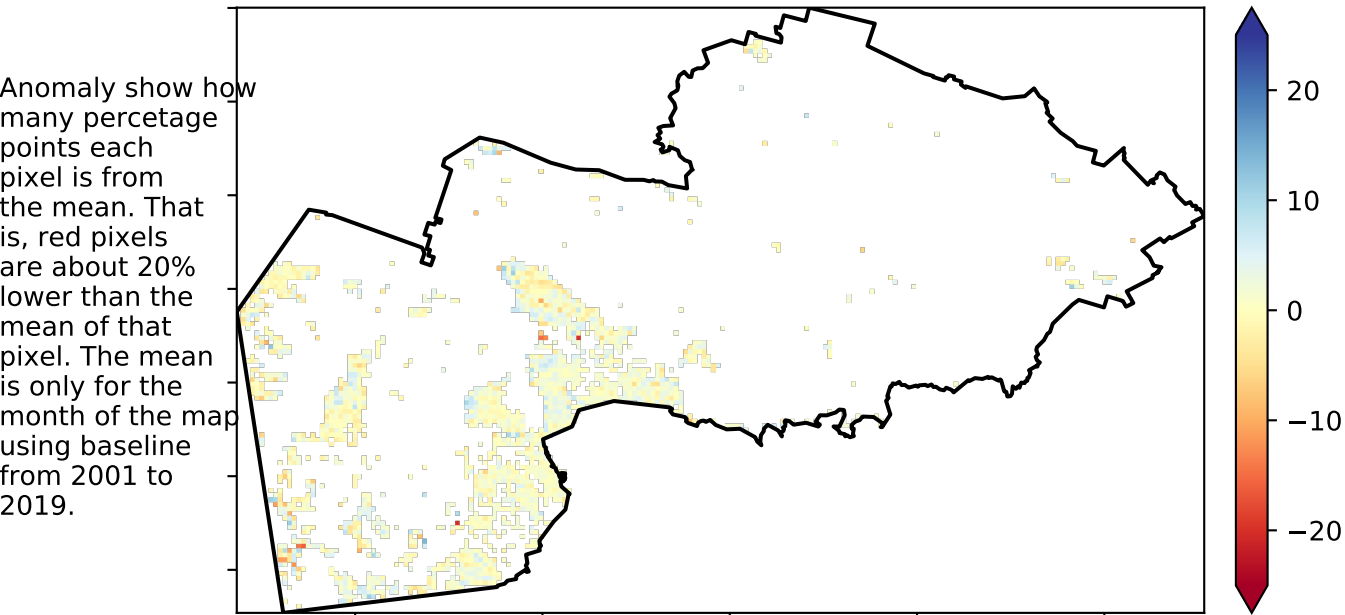 Anomaly show how
many percetage
points each
pixel is from
the mean. That
is, red pixels
are about 20%
lower than the
mean of that
pixel. The mean
is only for the
month of the map
using baseline
from 2001 to
2019.
20
10
0
−10
−20